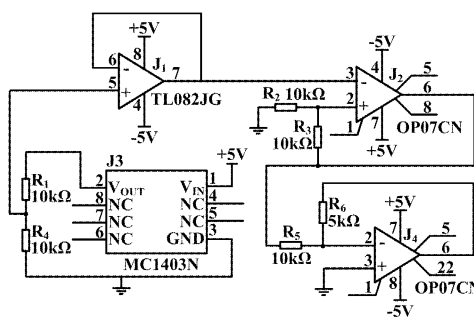 +5V
-5V
6
8
J₁
7
5
4
TL082JG
-5V
3
4
J₂
5
6
R₂ 10kΩ
2
8
R₃
10kΩ
1
7
OP07CN
+5V
J3
+5V
R₁
10kΩ
2
VOUT
VIN
1
8
NC
NC
4
7
NC
NC
5
R₄
10kΩ
6
NC
GND
3
MC1403N
R₆
5kΩ
+5V
R₅
10kΩ
2
7
J₄
5
6
3
22
1
8
OP07CN
-5V